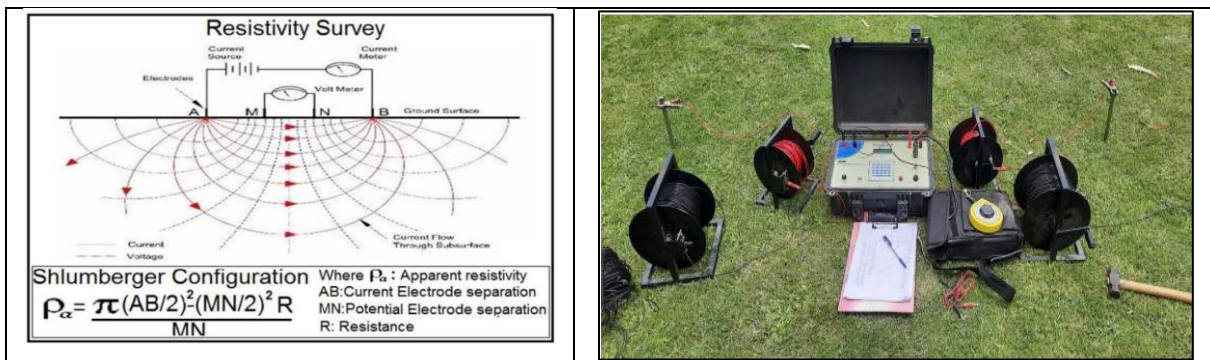 Resistivity Survey
Current
Source
Current
Meter
Electrodes
Volt Meter
A M N B Ground Surface
Current
Voltage
Current Flow
Through Subsurface
Shlumberger Configuration
ρₐ= π(AB/2)²-(MN/2)² R
MN
Where ρₐ : Apparent resistivity
AB:Current Electrode separation
MN:Potential Electrode separation
R: Resistance